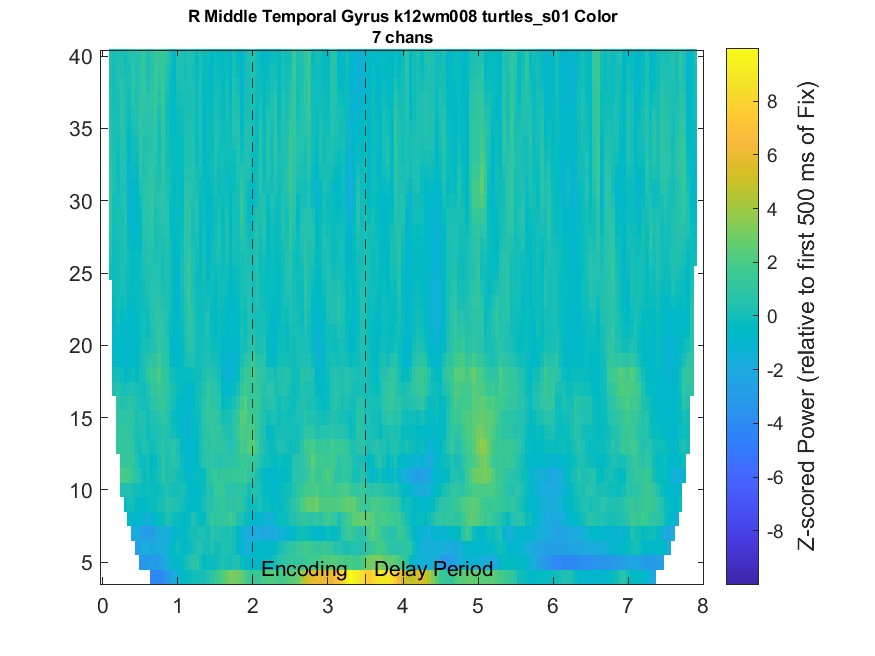 R Middle Temporal Gyrus k12wm008 turtles_s01 Color
7 chans
40
35
30
25
20
15
10
5
Encoding
Delay Period
0 1 2 3 4 5 6 7 8
8
6
4
2
0
-2
-4
-6
-8
Z-scored Power (relative to first 500 ms of Fix)